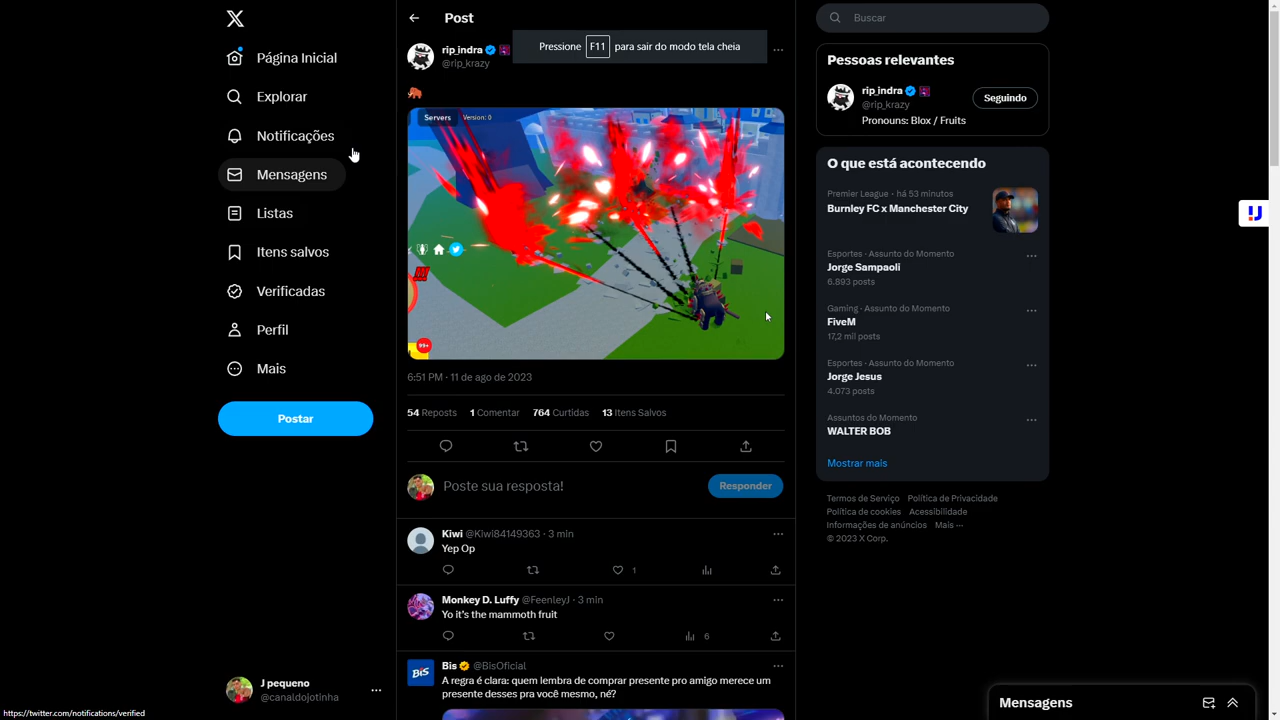 Página Inicial
Explorar
Notificações
Mensagens
Listas
Itens salvos
Verificadas
Perfil
Mais
Postar
J pequeno
@canaldojotinha
https://twitter.com/notifications/verified
Post
Pressione F11 para sair do modo tela cheia
rip_indra
@rip_krazy
Servers Version: 0
99+
6:51 PM · 11 de ago de 2023
54 Reposts 1 Comentar 764 Curtidas 13 Itens Salvos
Poste sua resposta!
Responder
Kiwi @Kiwi84149363 · 3 min
Yep Op
1
Monkey D. Luffy @FeenleyJ · 3 min
Yo it's the mammoth fruit
6
BIS
Bis @BisOficial
A regra é clara: quem lembra de comprar presente pro amigo merece um
presente desses pra você mesmo, né?
Buscar
Pessoas relevantes
rip_indra
@rip_krazy
Seguindo
Pronouns: Blox / Fruits
O que está acontecendo
Premier League · há 53 minutos
Burnley FC x Manchester City
Esportes · Assunto do Momento
Jorge Sampaoli
6.893 posts
Gaming · Assunto do Momento
FiveM
17,2 mil posts
Esportes · Assunto do Momento
Jorge Jesus
4.073 posts
Assuntos do Momento
WALTER BOB
Mostrar mais
Termos de Serviço Política de Privacidade
Política de cookies Acessibilidade
Informações de anúncios Mais ···
© 2023 X Corp.
Mensagens